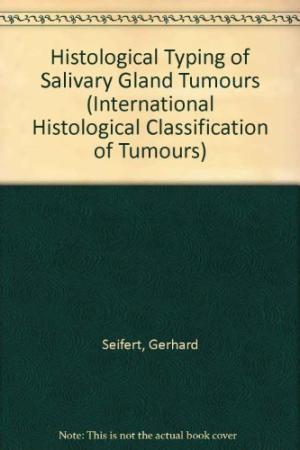 Histological Typing of
Salivary Gland Tumours
(International
Histological Classification
of Tumours)
Seifert, Gerhard
Note: This is not the actual book cover